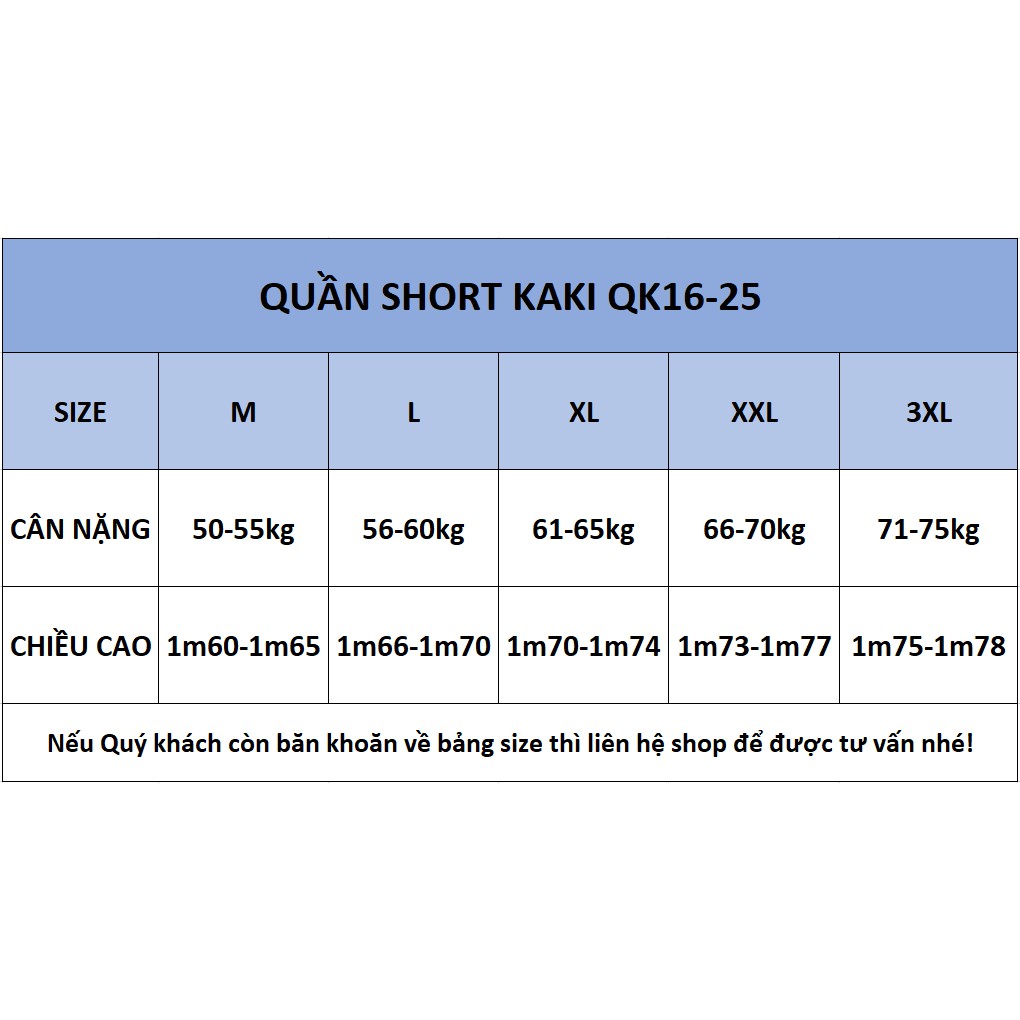 QUẦN SHORT KAKI QK16-25
SIZE M L XL XXL 3XL
CÂN NẶNG 50-55kg 56-60kg 61-65kg 66-70kg 71-75kg
CHIỀU CAO 1m60-1m65 1m66-1m70 1m70-1m74 1m73-1m77 1m75-1m78
Nếu Quý khách còn băn khoăn về bảng size thì liên hệ shop để được tư vấn nhé!